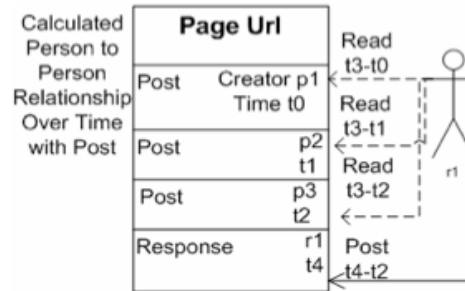 Calculated
Person to
Person
Relationship
Over Time
with Post
Page Url
Post Creator p1
Time t0
Post p2
t1
Post p3
t2
Response r1
t4
Read
t3-t0
Read
t3-t1
Read
t3-t2
Post
t4-t2
r1